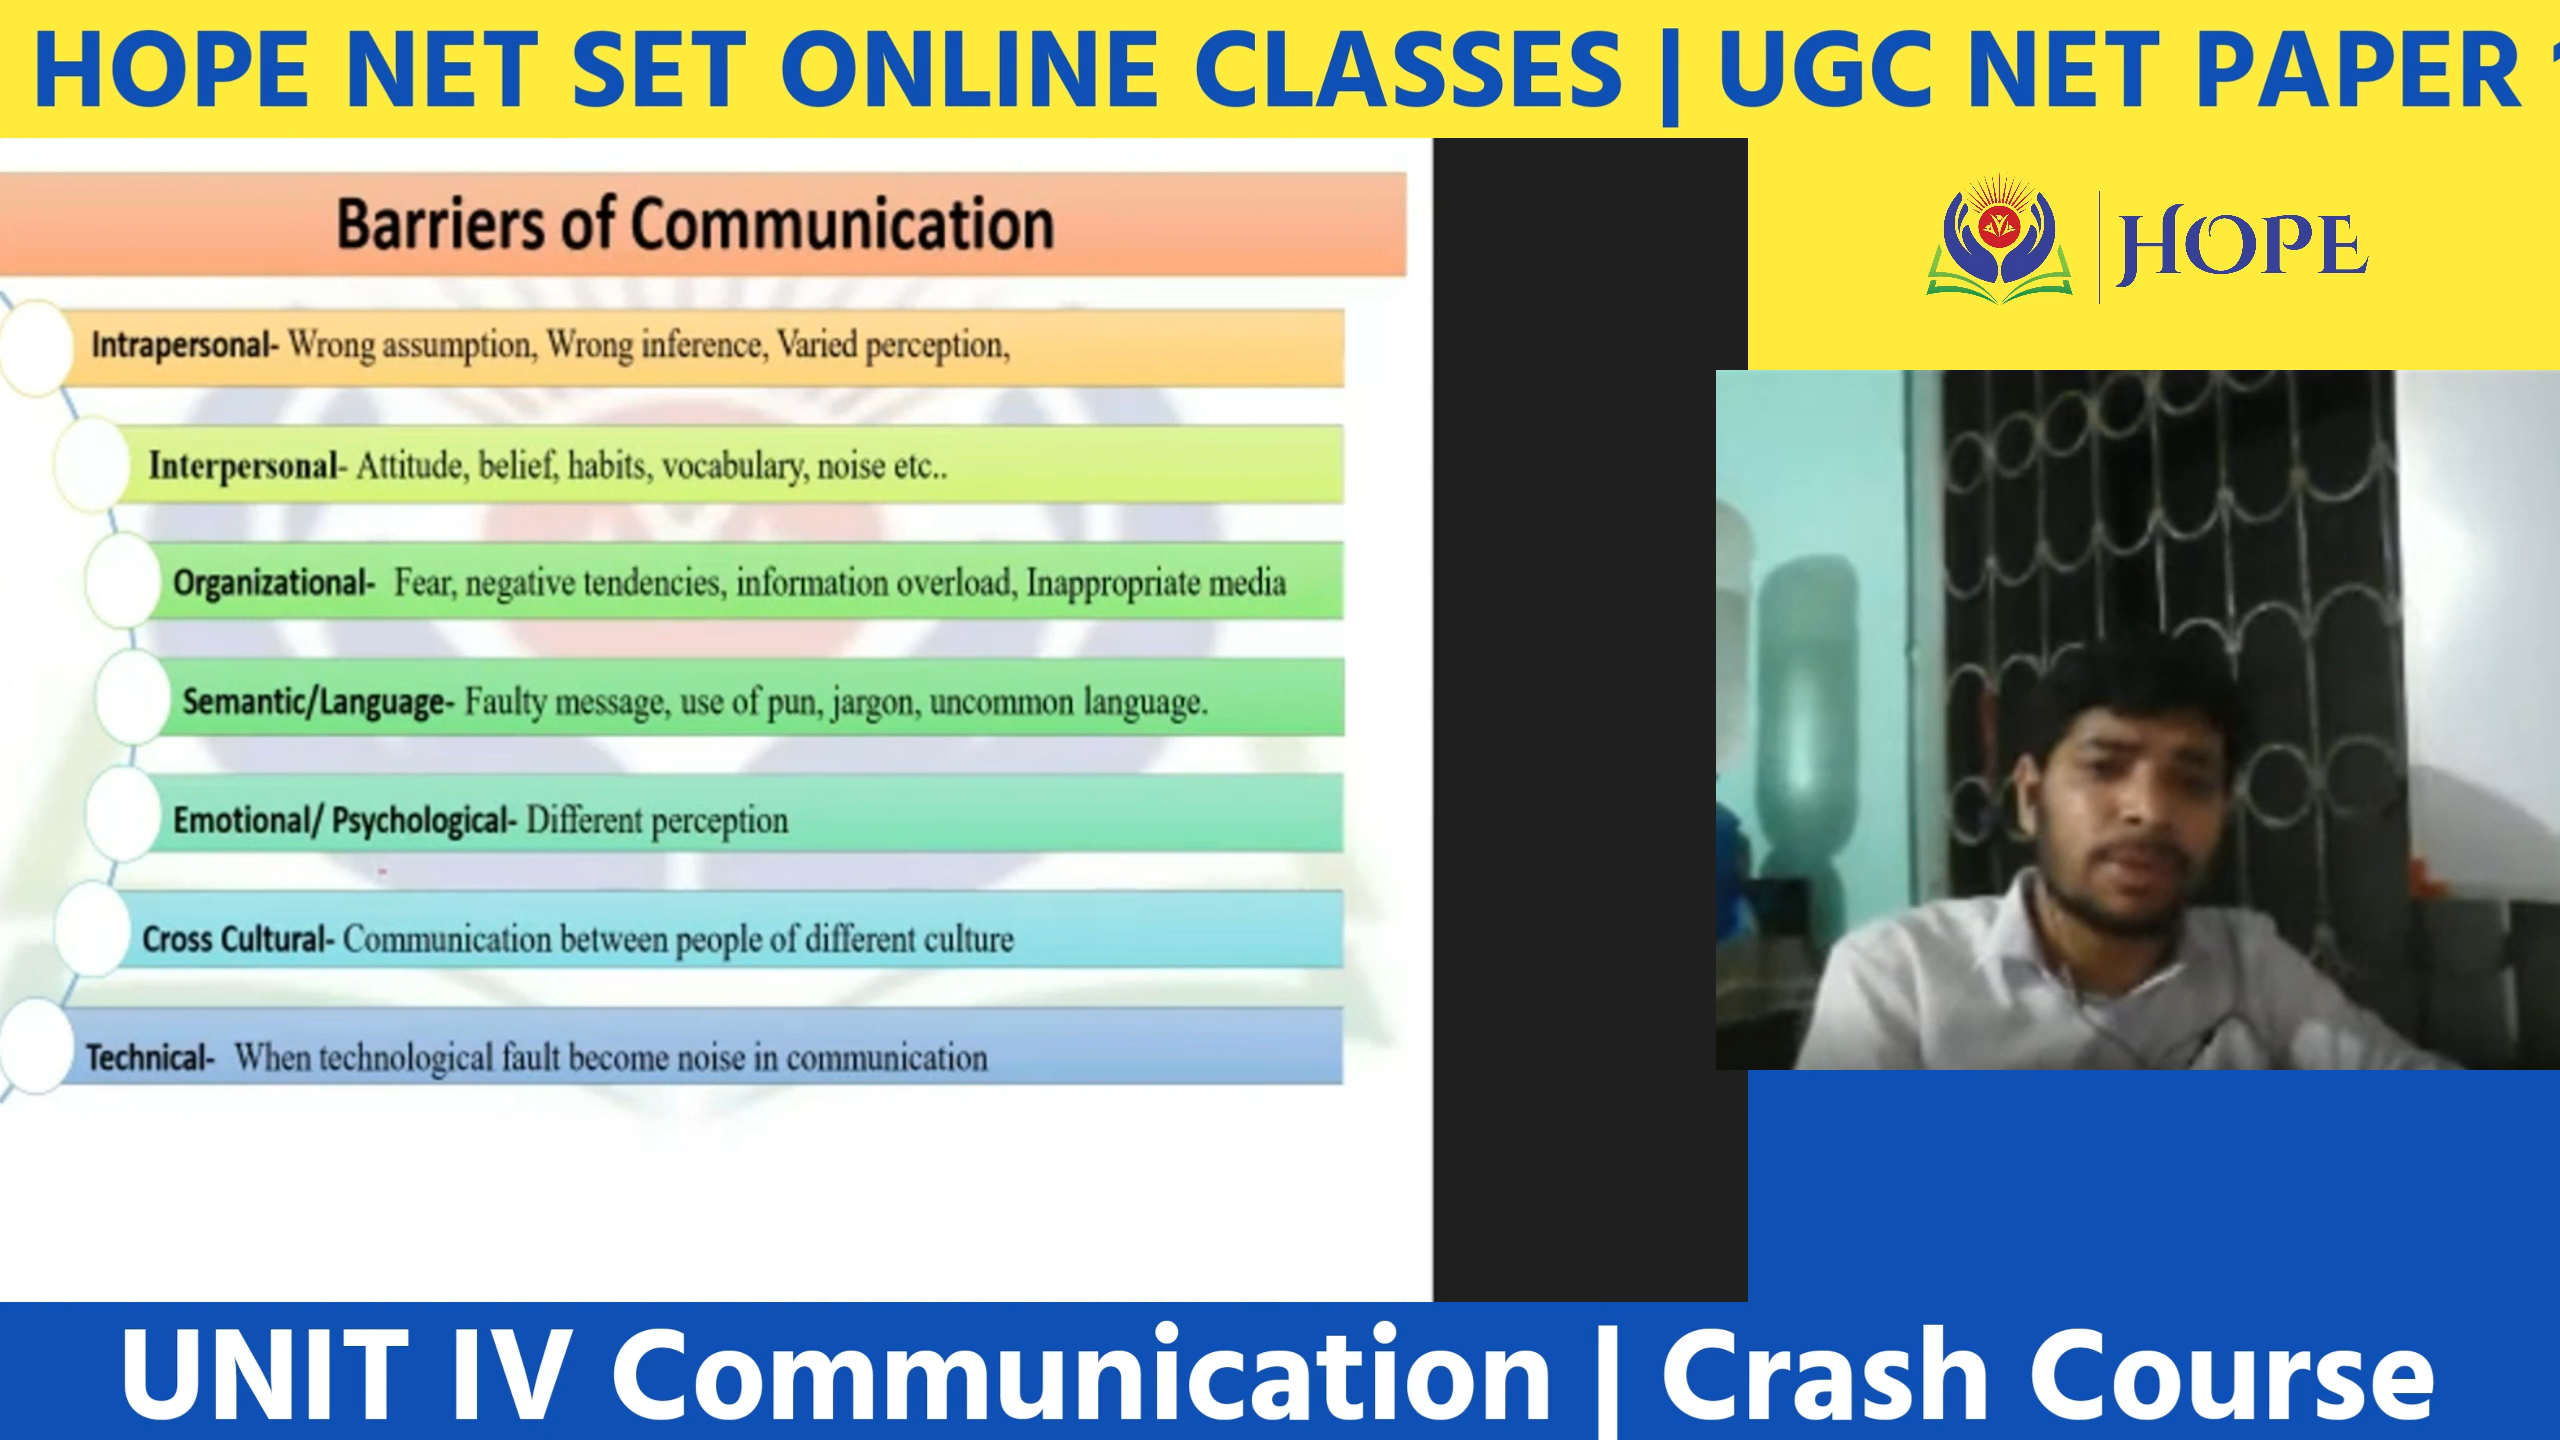 HOPE NET SET ONLINE CLASSES | UGC NET PAPER
HOPE
Barriers of Communication
Intrapersonal- Wrong assumption, Wrong inference, Varied perception,
Interpersonal- Attitude, belief, habits, vocabulary, noise etc..
Organizational- Fear, negative tendencies, information overload, Inappropriate media
Semantic/Language- Faulty message, use of pun, jargon, uncommon language.
Emotional/ Psychological- Different perception
Cross Cultural- Communication between people of different culture
Technical- When technological fault become noise in communication
UNIT IV Communication | Crash Course